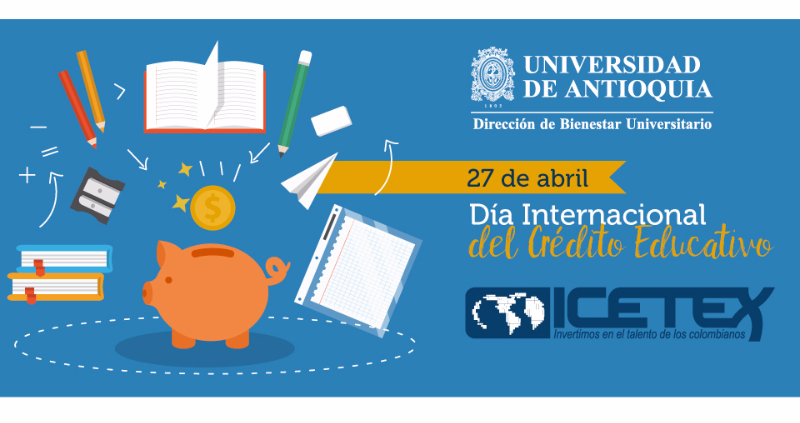 UNIVERSIDAD
DE ANTIOQUIA
1803
Dirección de Bienestar Universitario
27 de abril
Día Internacional
del Crédito Educativo
ICETEX
Invertimos en el talento de los colombianos
$